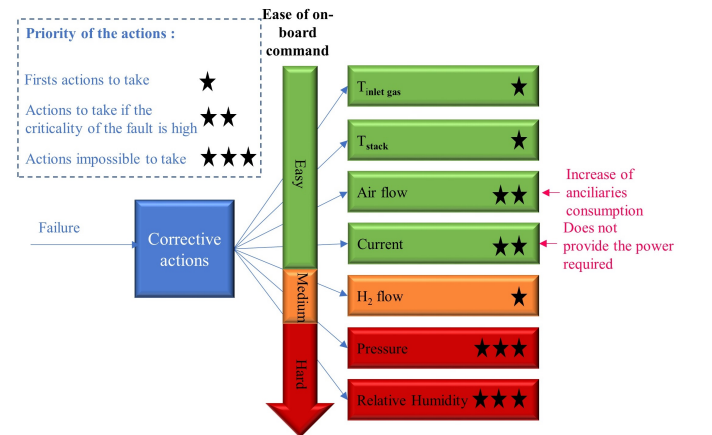 Priority of the actions :
Firsts actions to take
Actions to take if the
criticality of the fault is high
Actions impossible to take
Ease of on-
board
command
Failure
Corrective
actions
Easy
Medium
Hard
Tinlet gas
Tstack
Air flow
Current
H2 flow
Pressure
Relative Humidity
Increase of
anciliaries
consumption
Does not
provide the power
required